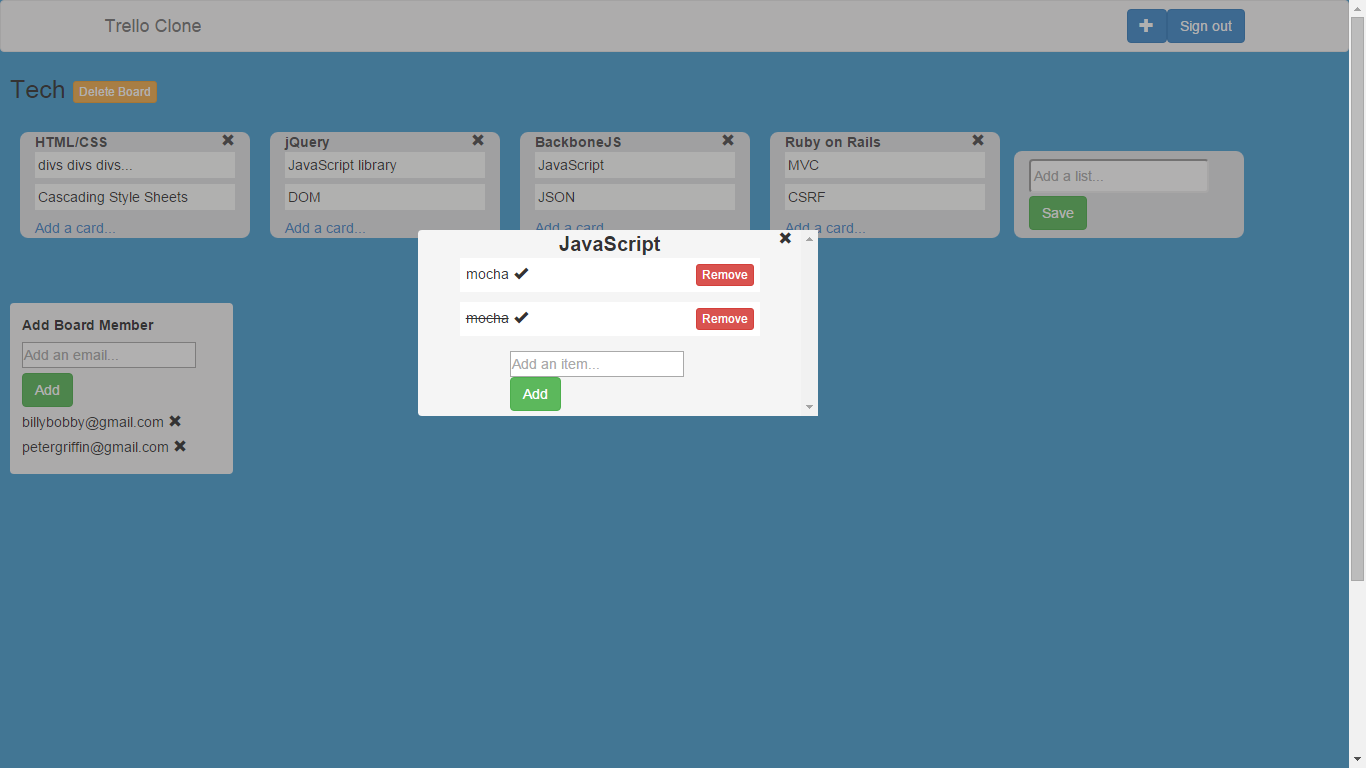 Trello Clone
Sign out
Tech Delete Board
HTML/CSS
divs divs divs...
Cascading Style Sheets
Add a card...
jQuery
JavaScript library
DOM
Add a card...
BackboneJS
JavaScript
JSON
Add a card...
Ruby on Rails
MVC
CSRF
Add a card...
Add a list...
Save
JavaScript
mocha Remove
mocha Remove
Add an item...
Add
Add Board Member
Add an email...
Add
billybobby@gmail.com
petergriffin@gmail.com